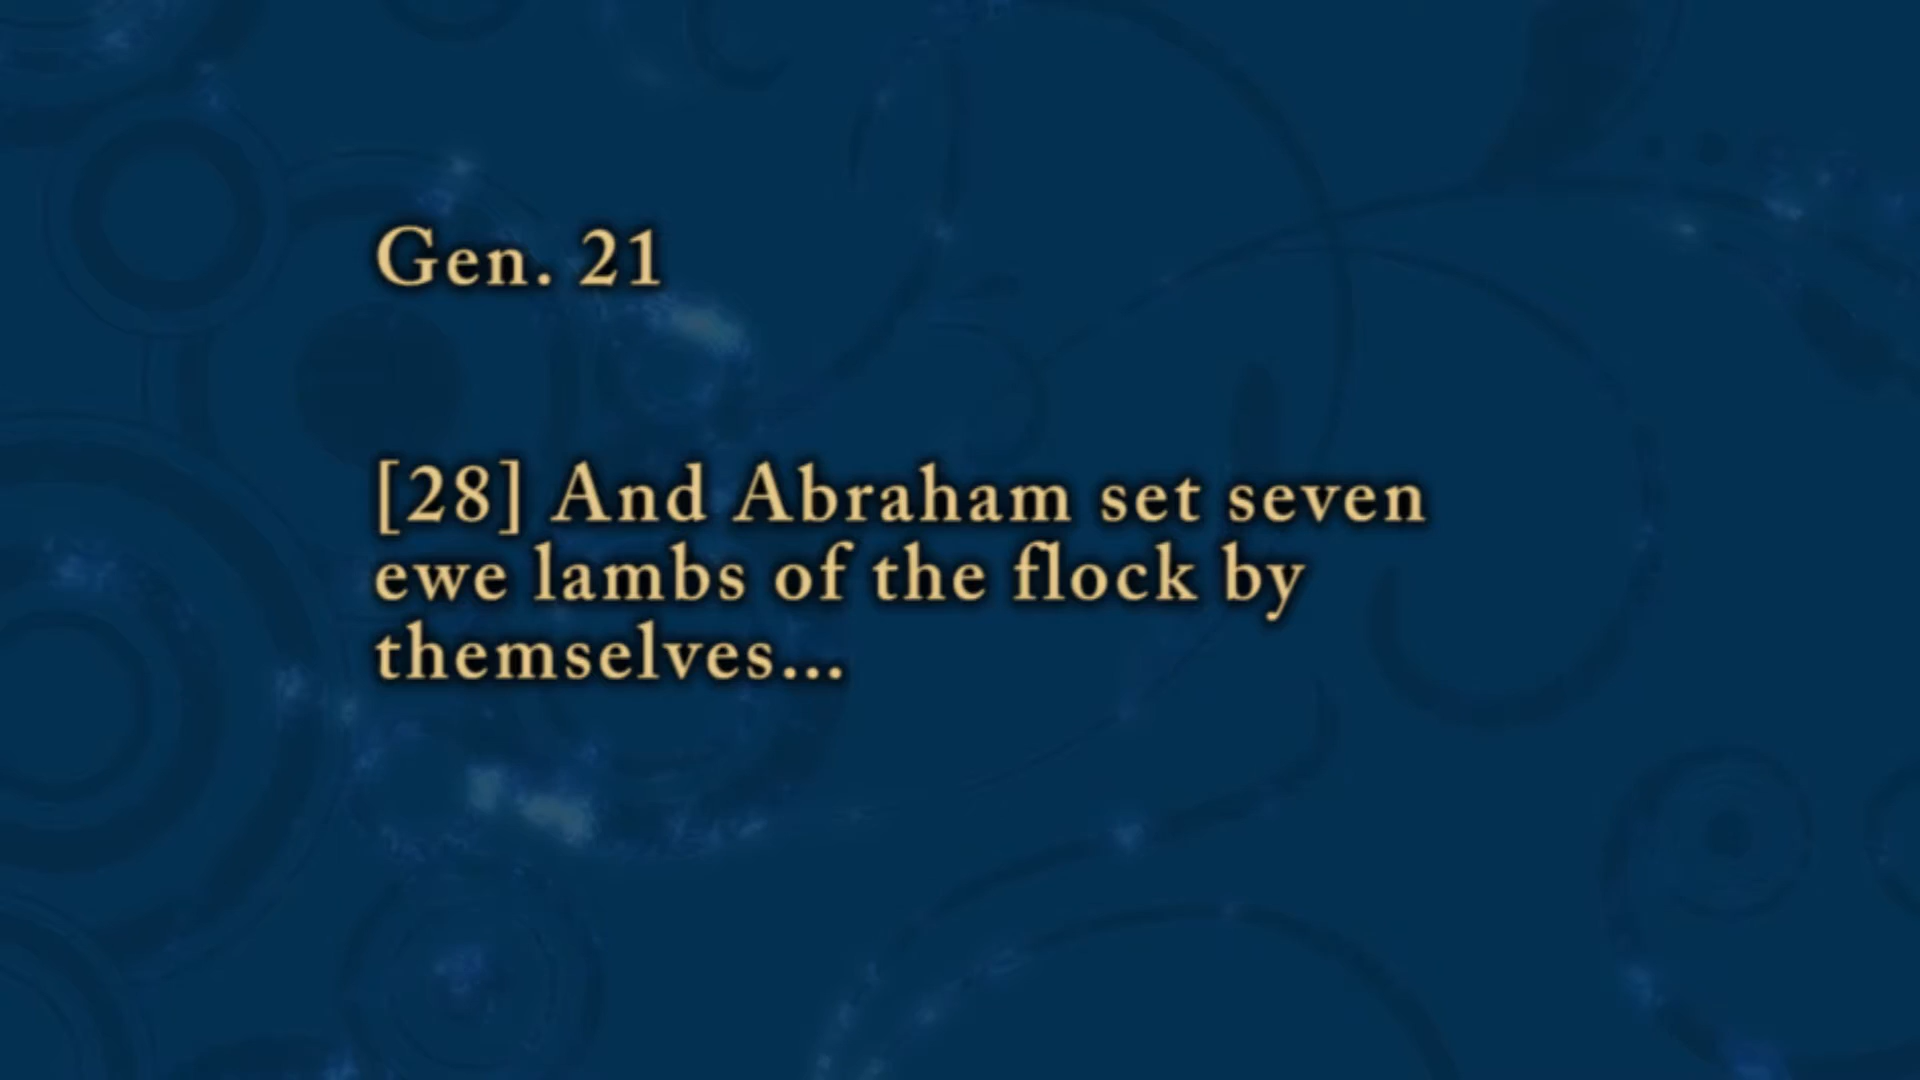 Gen. 21
[28] And Abraham set seven
ewe lambs of the flock by
themselves...